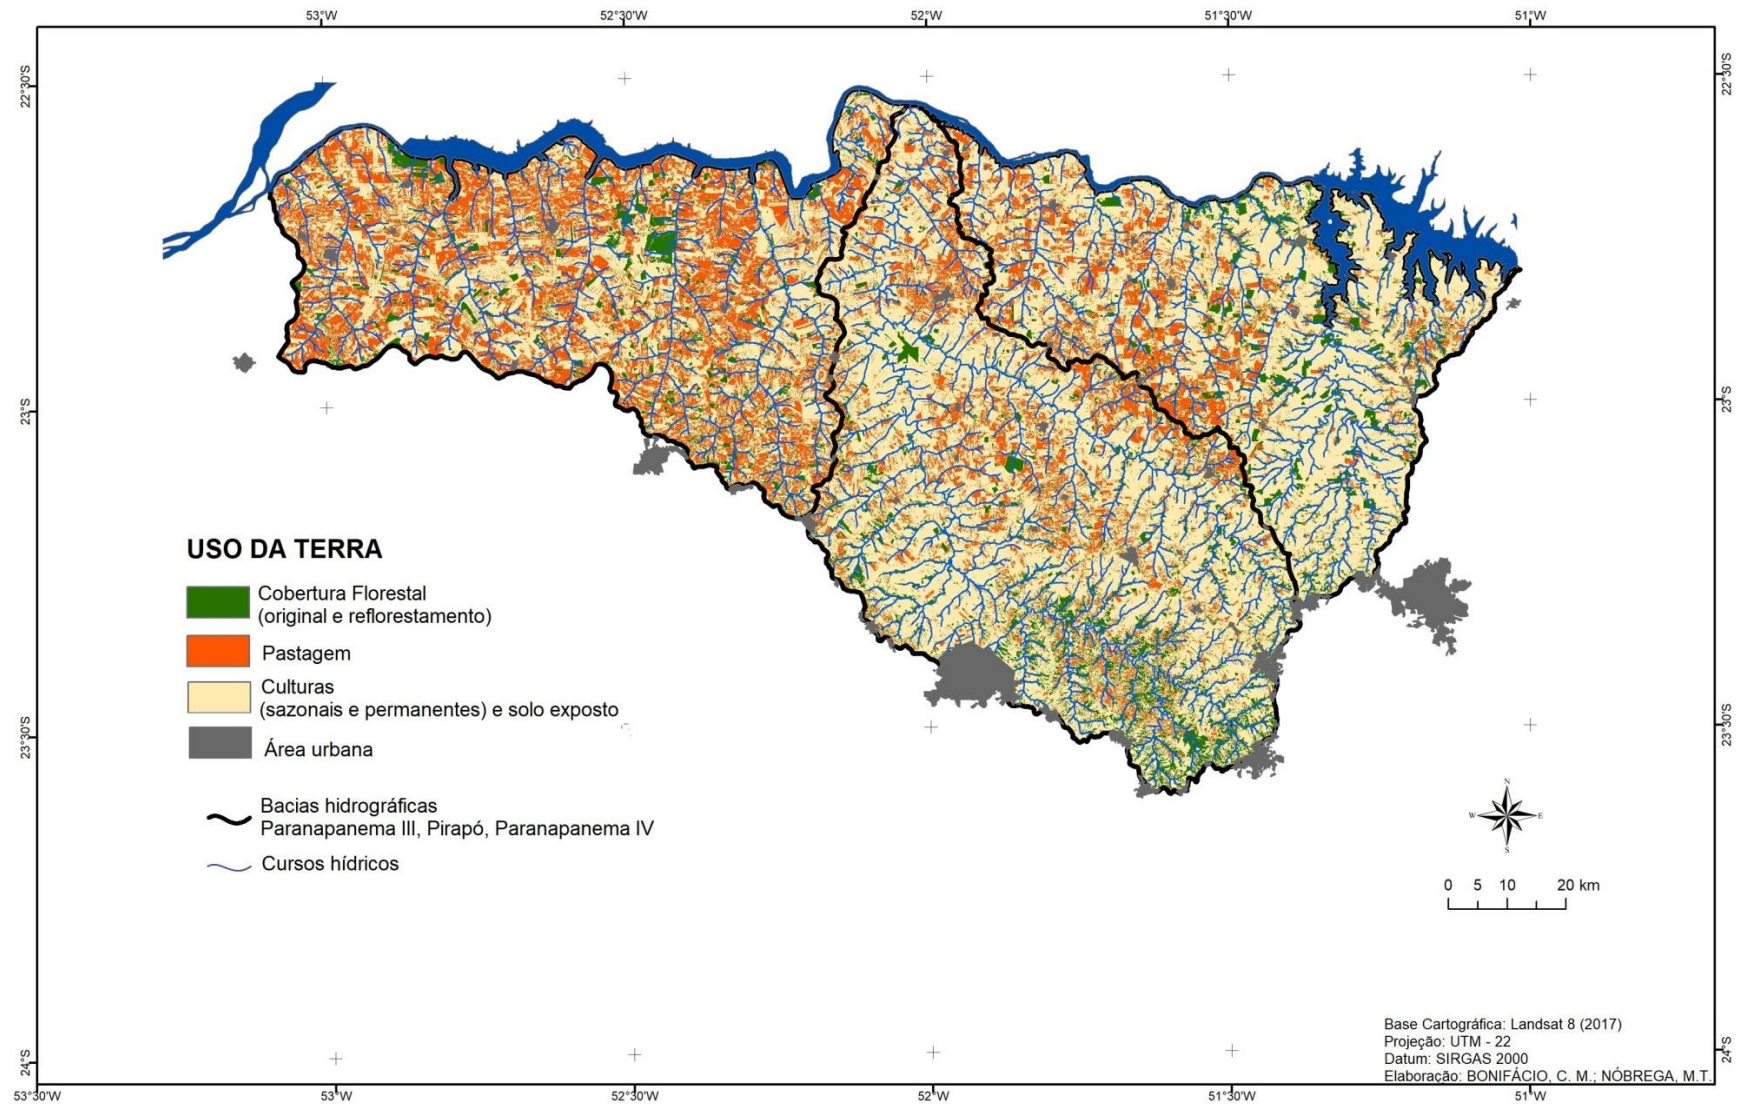 53°W 52°30'W 52°W 51°30'W 51°W
22°30'S 22°30'S
23°S 23°S
USO DA TERRA
Cobertura Florestal
(original e reflorestamento)
Pastagem
Culturas
(sazonais e permanentes) e solo exposto
Área urbana
23°30'S 23°30'S
Bacias hidrográficas
Paranapanema III, Pirapó, Paranapanema IV
Cursos hídricos
N
W E
S
0 5 10 20 km
Base Cartográfica: Landsat 8 (2017)
Projeção: UTM - 22
Datum: SIRGAS 2000
Elaboração: BONIFÁCIO, C. M.; NÓBREGA, M.T.
24°S 24°S
53°30'W 53°W 52°30'W 52°W 51°30'W 51°W